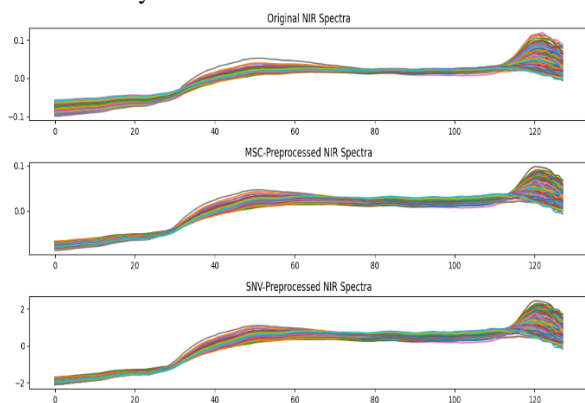 Original NIR Spectra
0.1
0.0
−0.1
0 20 40 60 80 100 120
MSC-Preprocessed NIR Spectra
0.1
0.0
0 20 40 60 80 100 120
SNV-Preprocessed NIR Spectra
2
0
−2
0 20 40 60 80 100 120